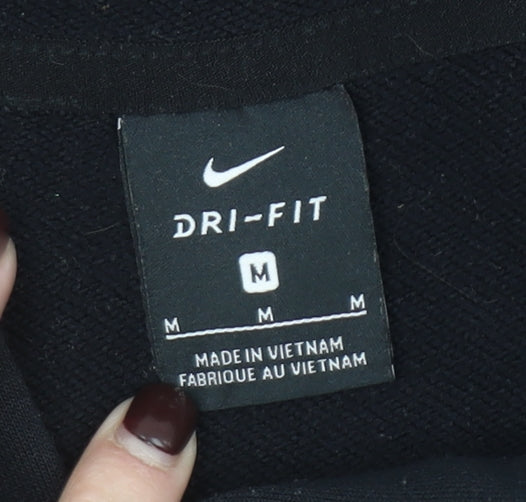 DRI-FIT
M
M M M
MADE IN VIETNAM
FABRIQUE AU VIETNAM